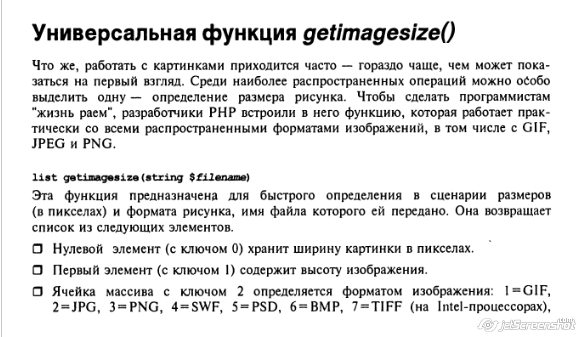 Универсальная функция getimagesize()
Что же, работать с картинками приходится часто — гораздо чаще, чем может пока-
заться на первый взгляд. Среди наиболее распространенных операций можно особо
выделить одну — определение размера рисунка. Чтобы сделать программистам
"жизнь раем", разработчики PHP встроили в него функцию, которая работает прак-
тически со всеми распространенными форматами изображений, в том числе с GIF,
JPEG и PNG.
list getimagesize(string $filename)
Эта функция предназначена для быстрого определения в сценарии размеров
(в пикселах) и формата рисунка, имя файла которого ей передано. Она возвращает
список из следующих элементов.
❒ Нулевой элемент (с ключом 0) хранит ширину картинки в пикселах.
❒ Первый элемент (с ключом 1) содержит высоту изображения.
❒ Ячейка массива с ключом 2 определяется форматом изображения: 1=GIF,
2=JPG, 3=PNG, 4=SWF, 5=PSD, 6=BMP, 7=TIFF (на Intel-процессорах),
jetScreenshot